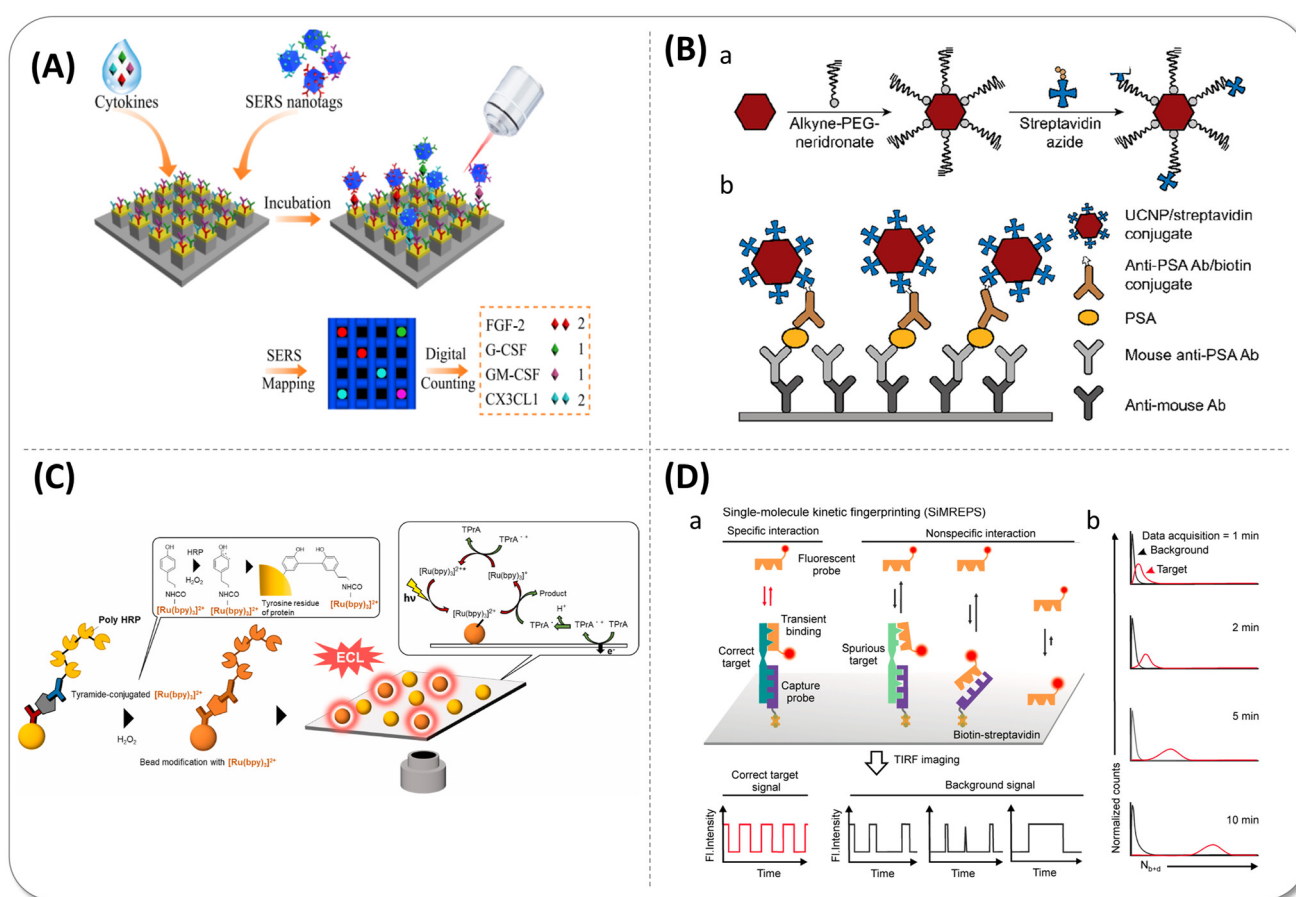 (A)
Cytokines
SERS nanotags
Incubation
SERS
Mapping
Digital
Counting
FGF-2 2
G-CSF 1
GM-CSF 1
CX3CL1 2
(B)
a
Alkyne-PEG-
neridronate
Streptavidin
azide
b
UCNP/streptavidin
conjugate
Anti-PSA Ab/biotin
conjugate
PSA
Mouse anti-PSA Ab
Anti-mouse Ab
(C)
OH
HRP
H₂O₂
OH
OH
HO
NHCO
NHCO
NHCO
[Ru(bpy)₃]²⁺
[Ru(bpy)₃]²⁺
[Ru(bpy)₃]²⁺
Tyrosine residue
of protein
Poly HRP
Tyramide-conjugated [Ru(bpy)₃]²⁺
H₂O₂
Bead modification with [Ru(bpy)₃]²⁺
ECL
TPrA
TPrA˙⁺
[Ru(bpy)₃]²⁺*
[Ru(bpy)₃]⁺
hν
[Ru(bpy)₃]²⁺
Product
H⁺
TPrA˙
TPrA˙⁺
TPrA
e⁻
(D)
a
Single-molecule kinetic fingerprinting (SiMREPS)
Specific interaction
Nonspecific interaction
Fluorescent
probe
Transient
binding
Correct
target
Spurious
target
Capture
probe
Biotin-streptavidin
TIRF imaging
Correct target
signal
Background signal
Fl.Intensity
Time
Fl.Intensity
Time
Time
Time
b
Data acquisition = 1 min
Background
Target
2 min
5 min
10 min
Normalized counts
N b+d